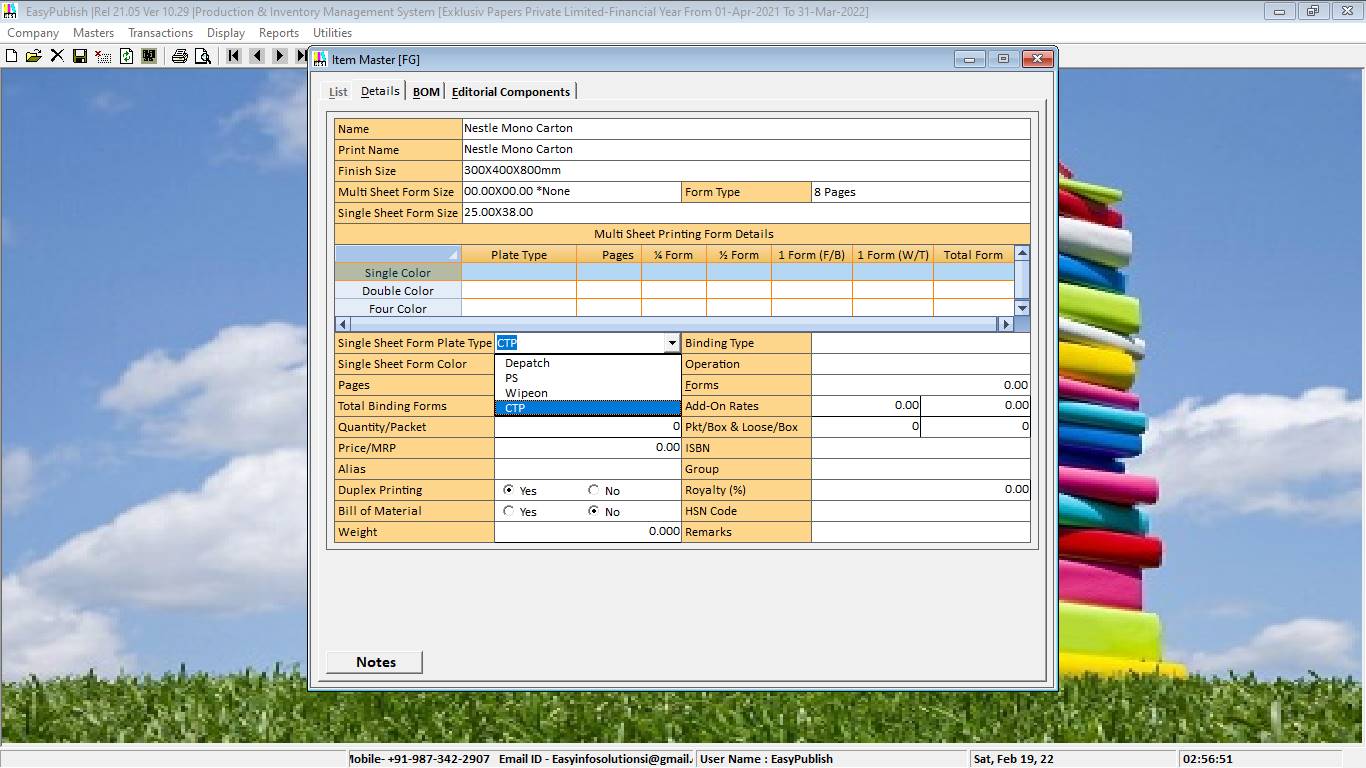 EasyPublish |Rel 21.05 Ver 10.29 |Production & Inventory Management System [Exklusiv Papers Private Limited-Financial Year From 01-Apr-2021 To 31-Mar-2022]
Company Masters Transactions Display Reports Utilities
Item Master [FG]
List Details BOM Editorial Components
Name Nestle Mono Carton
Print Name Nestle Mono Carton
Finish Size 300X400X800mm
Multi Sheet Form Size 00.00X00.00 *None Form Type 8 Pages
Single Sheet Form Size 25.00X38.00
Multi Sheet Printing Form Details
Plate Type Pages ¼ Form ½ Form 1 Form (F/B) 1 Form (W/T) Total Form
Single Color
Double Color
Four Color
Single Sheet Form Plate Type CTP Binding Type
Single Sheet Form Color Depatch Operation
Pages PS Forms 0.00
Wipeon
Total Binding Forms CTP Add-On Rates 0.00 0.00
Quantity/Packet 0 Pkt/Box & Loose/Box 0 0
Price/MRP 0.00 ISBN
Alias Group
Duplex Printing Yes No Royalty (%) 0.00
Bill of Material Yes No HSN Code
Weight 0.000 Remarks
Notes
Mobile- +91-987-342-2907 Email ID - Easyinfosolutionsi@gmail. User Name : EasyPublish Sat, Feb 19, 22 02:56:51